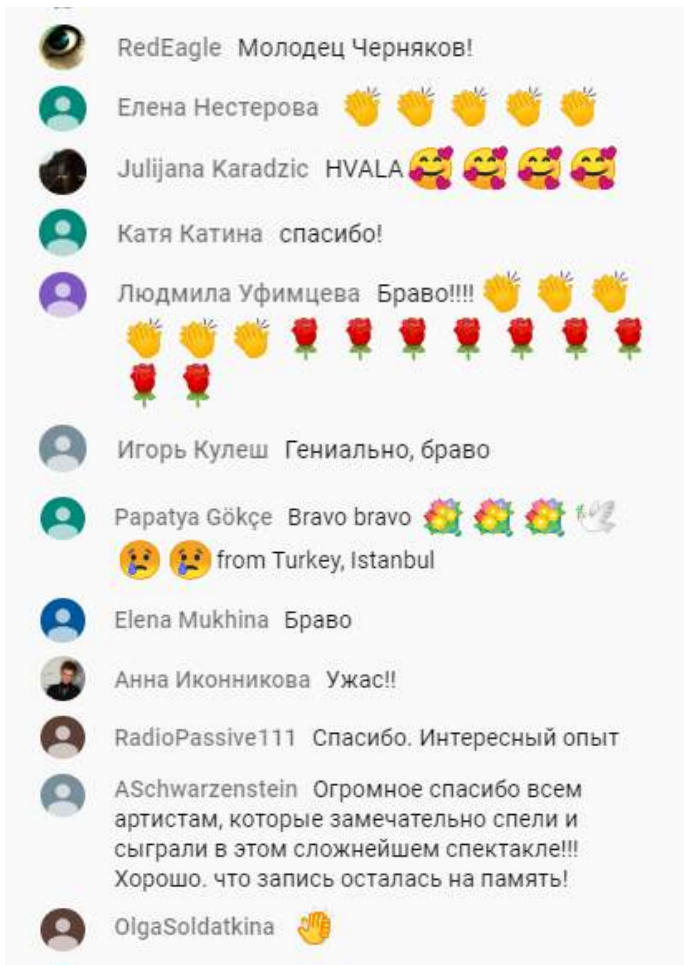 RedEagle Молодец Черняков!
Елена Нестерова 👏 👏 👏 👏 👏
Julijana Karadzic HVALA 🥰 🥰 🥰 🥰
Катя Катина спасибо!
Людмила Уфимцева Браво!!!! 👏 👏 👏
👏 👏 👏 🌹 🌹 🌹 🌹 🌹 🌹 🌹
🌹 🌹
Игорь Кулеш Гениально, браво
Papatya Gökçe Bravo bravo 💐 💐 💐 🕊
😢 😢 from Turkey, Istanbul
Elena Mukhina Браво
Анна Иконникова Ужас!!
RadioPassive111 Спасибо. Интересный опыт
ASchwarzenstein Огромное спасибо всем
артистам, которые замечательно спели и
сыграли в этом сложнейшем спектакле!!!
Хорошо. что запись осталась на память!
OlgaSoldatkina 👋